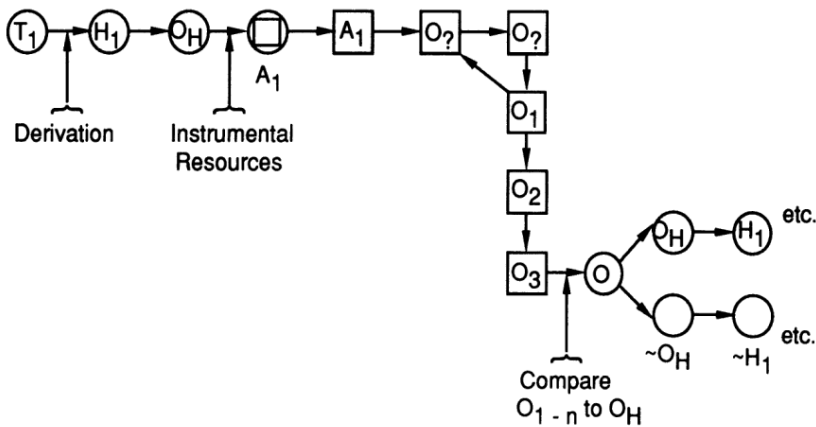 T1 H1 OH A1 O? O?
A1
Derivation
Instrumental
Resources
O1
O2
O3 O OH H1 etc.
etc.
~OH ~H1
Compare
O1 - n to OH